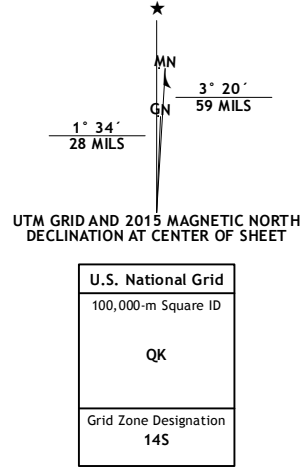 ★
MN
GN
3° 20´
59 MILS
1° 34´
28 MILS
UTM GRID AND 2015 MAGNETIC NORTH
DECLINATION AT CENTER OF SHEET
U.S. National Grid
100,000-m Square ID
QK
Grid Zone Designation
14S